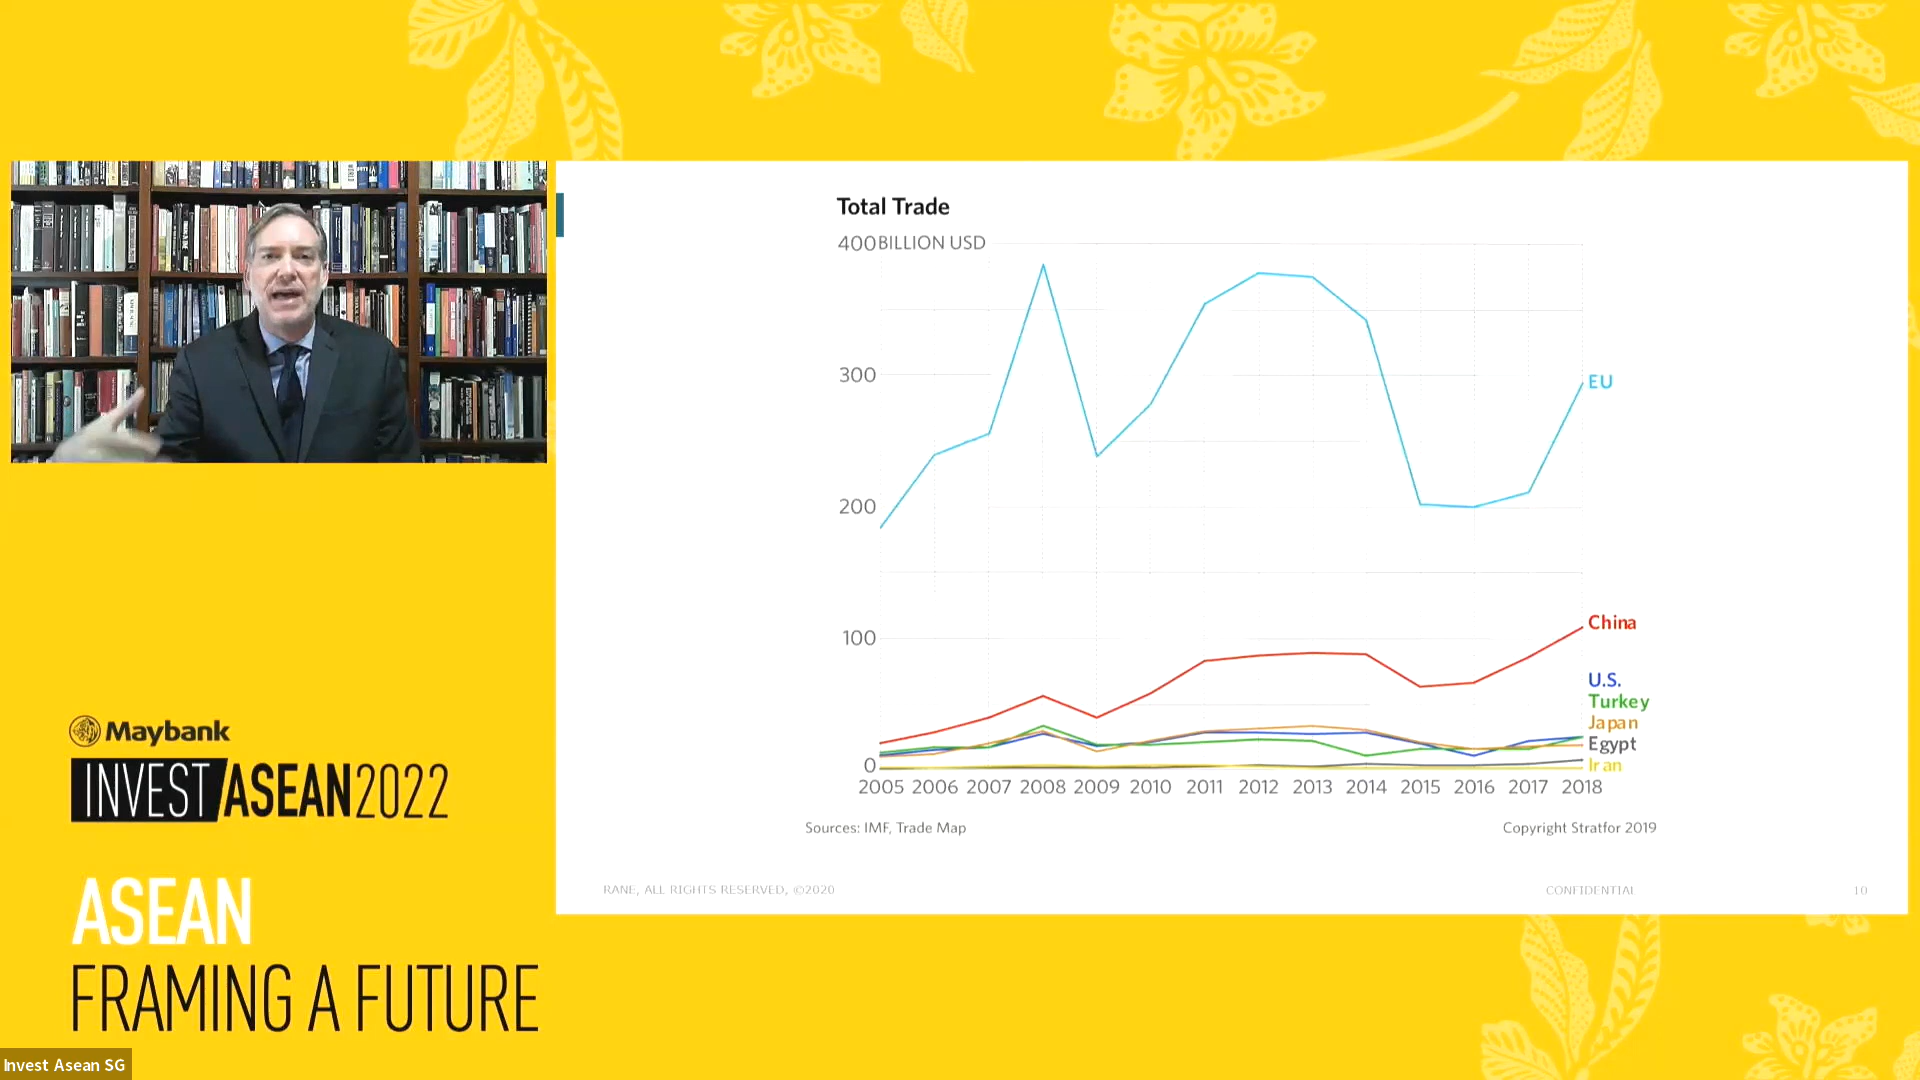 Total Trade
400 BILLION USD
300
200
100
0
EU
China
U.S.
Turkey
Japan
Egypt
Iran
2005 2006 2007 2008 2009 2010 2011 2012 2013 2014 2015 2016 2017 2018
Sources: IMF, Trade Map
Copyright Stratfor 2019
RANE, ALL RIGHTS RESERVED, ©2020
CONFIDENTIAL
10
Maybank
INVEST ASEAN 2022
ASEAN
FRAMING A FUTURE
Invest Asean SG